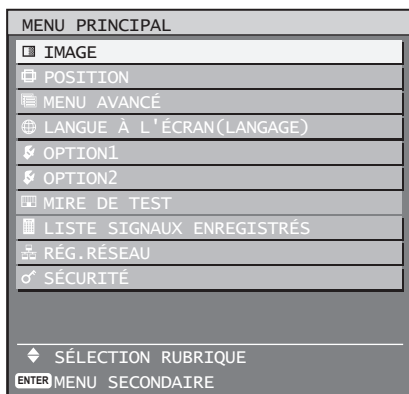 MENU PRINCIPAL
IMAGE
POSITION
MENU AVANCÉ
LANGUE À L'ÉCRAN(LANGAGE)
OPTION1
OPTION2
MIRE DE TEST
LISTE SIGNAUX ENREGISTRÉS
RÉG.RÉSEAU
SÉCURITÉ
SÉLECTION RUBRIQUE
ENTER MENU SECONDAIRE